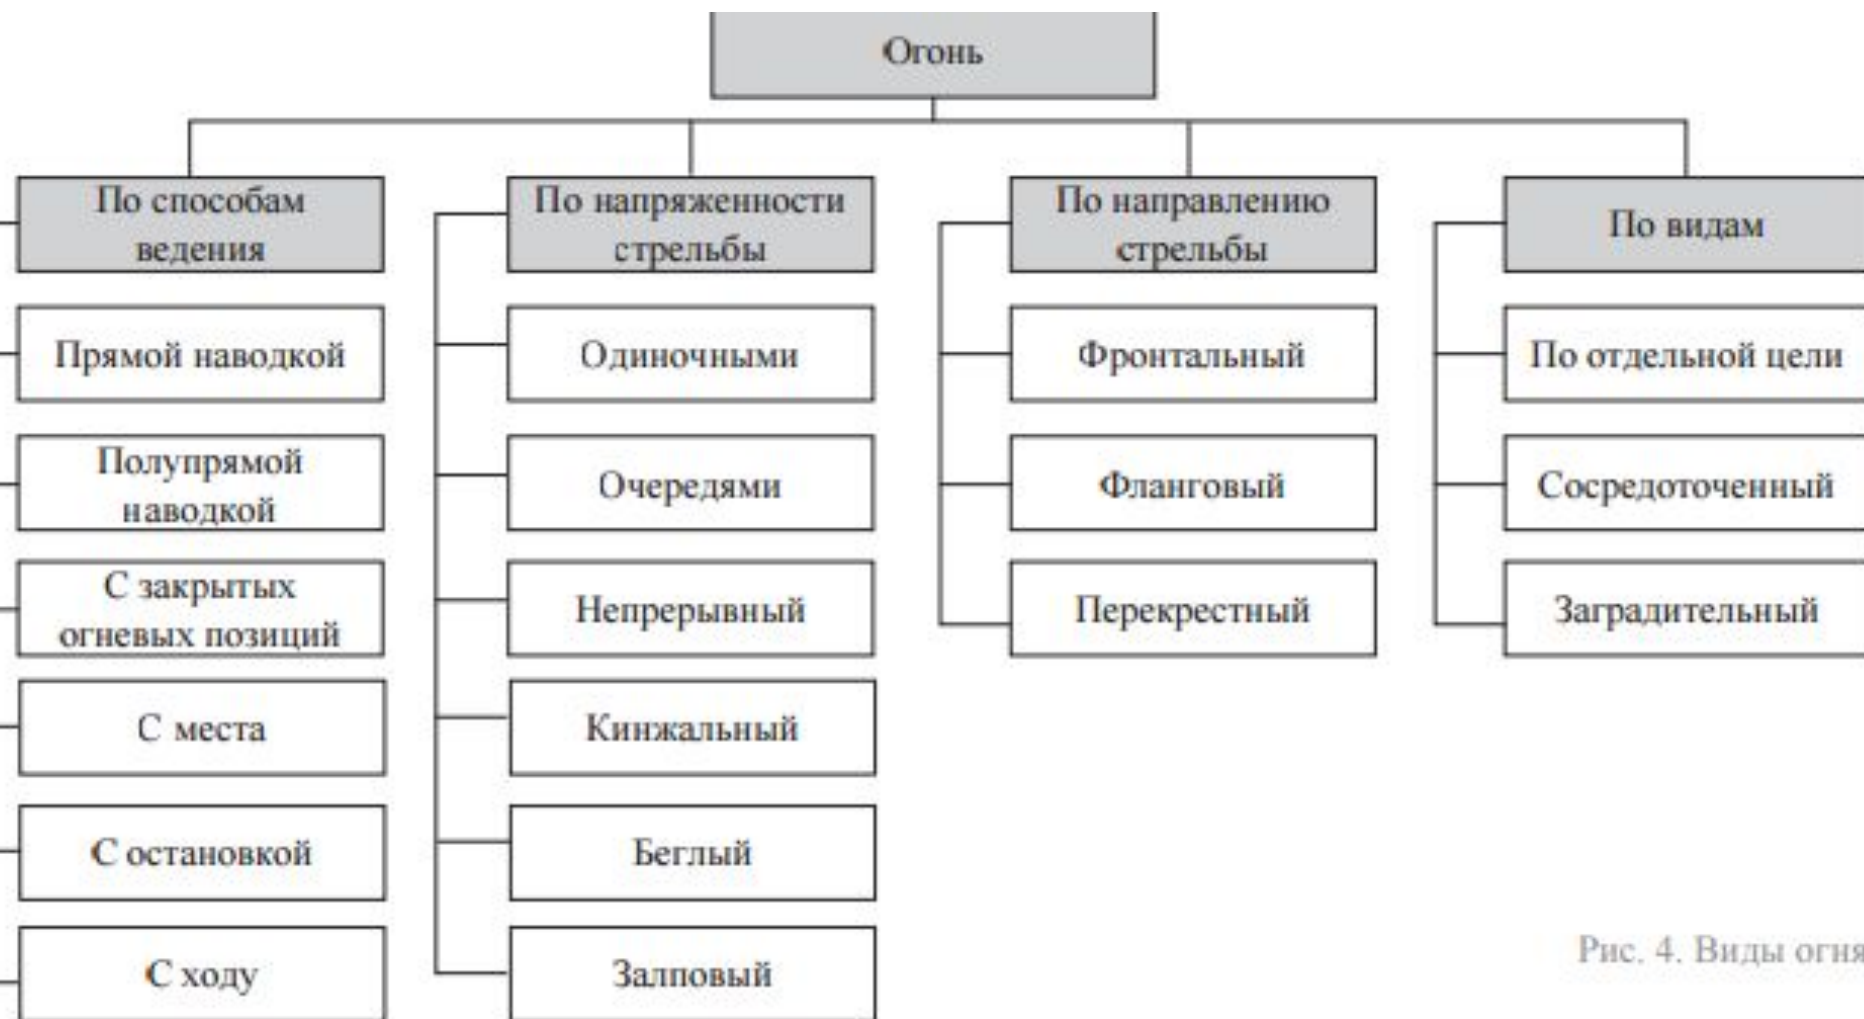 Огонь
По способам
ведения
Прямой наводкой
Полупрямой
наводкой
С закрытых
огневых позиций
С места
С остановкой
С ходу
По напряженности
стрельбы
Одиночными
Очередями
Непрерывный
Кинжальный
Беглый
Залповый
По направлению
стрельбы
Фронтальный
Фланговый
Перекрестный
По видам
По отдельной цели
Сосредоточенный
Заградительный
Рис. 4. Виды огня